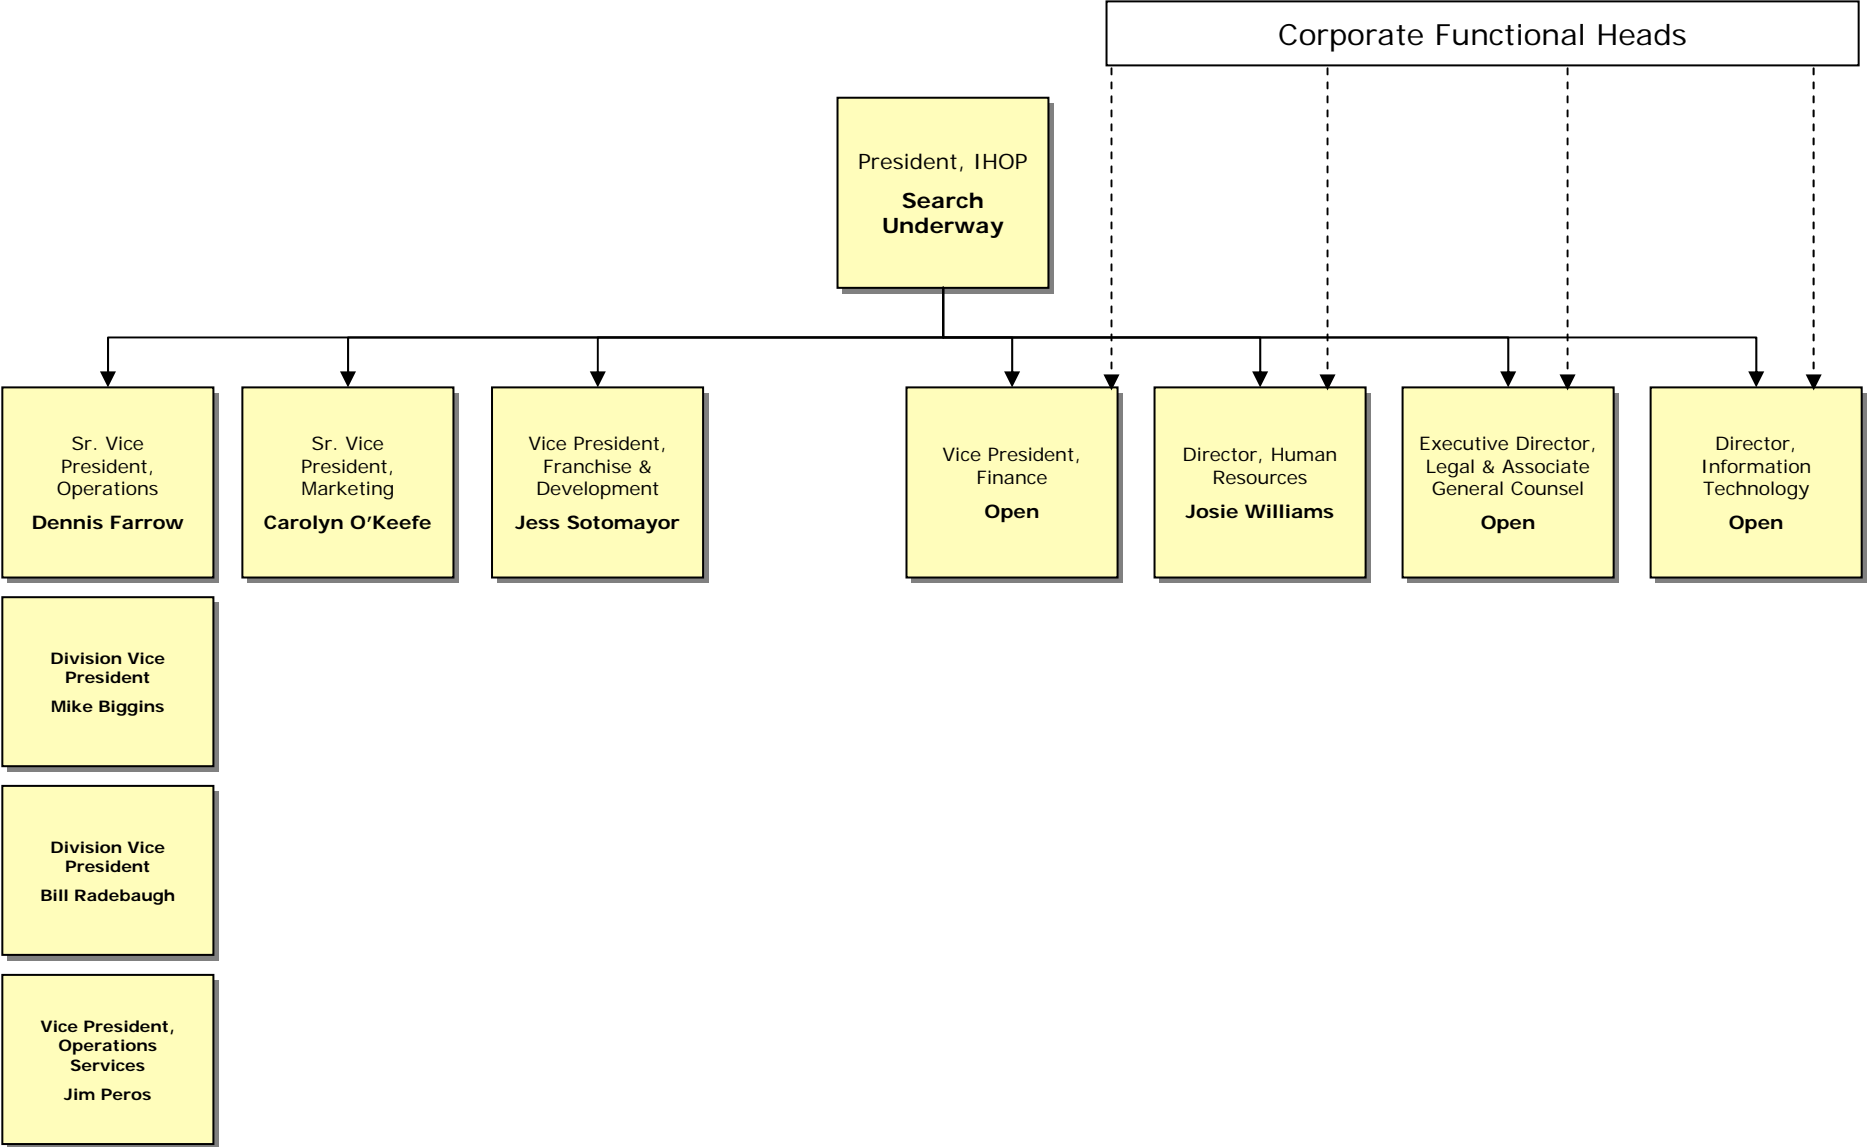 Corporate Functional Heads
President, IHOP
Search
Underway
Sr. Vice
President,
Operations
Dennis Farrow
Sr. Vice
President,
Marketing
Carolyn O’Keefe
Vice President,
Franchise &
Development
Jess Sotomayor
Vice President,
Finance
Open
Director, Human
Resources
Josie Williams
Executive Director,
Legal & Associate
General Counsel
Open
Director,
Information
Technology
Open
Division Vice
President
Mike Biggins
Division Vice
President
Bill Radebaugh
Vice President,
Operations
Services
Jim Peros